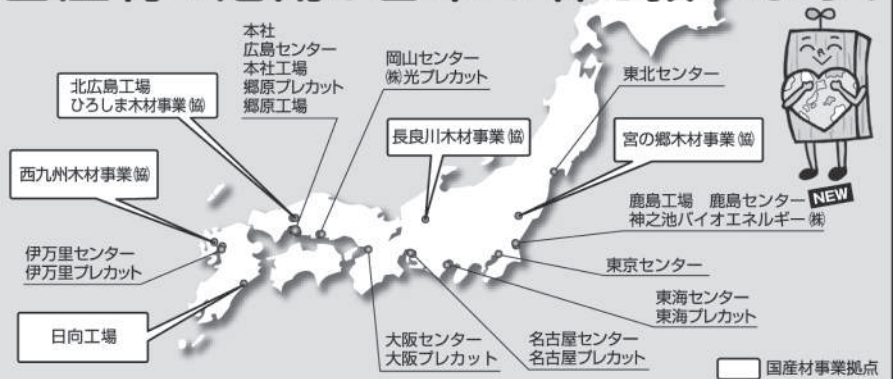 本社
広島センター
本社工場
郷原プレカット
郷原工場
岡山センター
㈱光プレカット
東北センター
北広島工場
ひろしま木材事業㈿
長良川木材事業㈿
宮の郷木材事業㈿
西九州木材事業㈿
鹿島工場 鹿島センター NEW
神之池バイオエネルギー㈱
伊万里センター
伊万里プレカット
東京センター
東海センター
東海プレカット
日向工場
大阪センター
大阪プレカット
名古屋センター
名古屋プレカット
国産材事業拠点